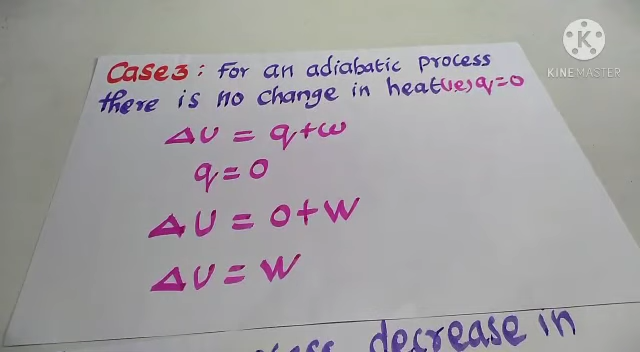 Case3: For an adiabatic process
there is no change in heat(ie, q=0
ΔU = q+w
q=0
ΔU = 0+W
ΔU = W
decrease in
KINEMASTER